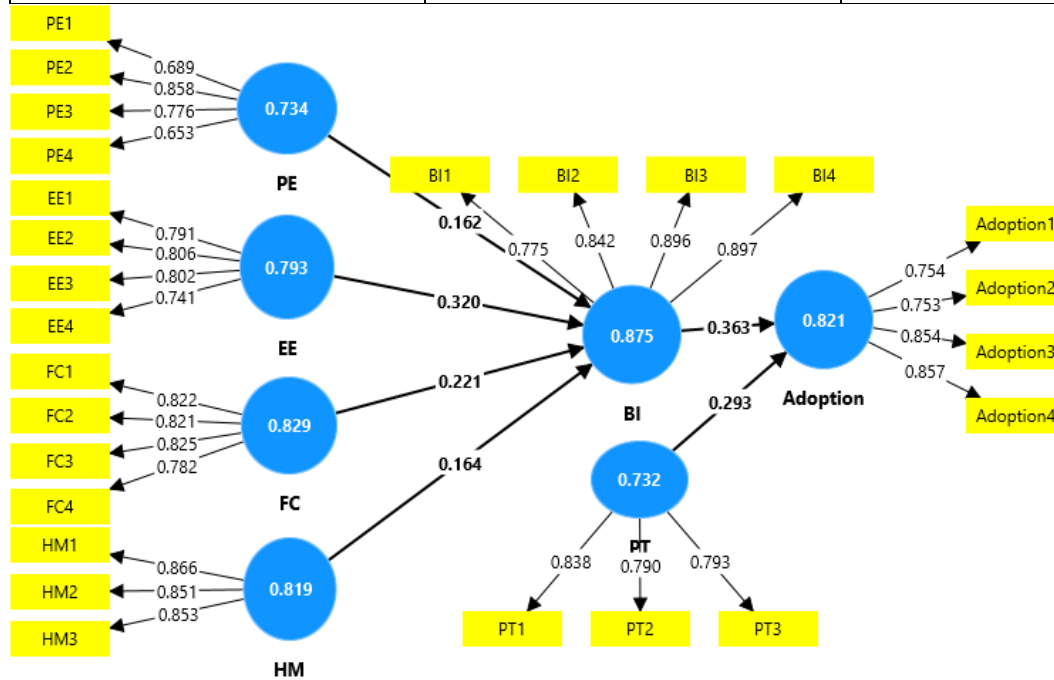 PE1
PE2
PE3
PE4
0.689
0.858
0.776
0.653
0.734
PE
EE1
EE2
EE3
EE4
0.791
0.806
0.802
0.741
0.793
EE
FC1
FC2
FC3
FC4
0.822
0.821
0.825
0.782
0.829
FC
HM1
HM2
HM3
0.866
0.851
0.853
0.819
HM
0.162
0.320
0.221
0.164
BI1
BI2
BI3
BI4
0.775
0.842
0.896
0.897
0.875
BI
0.363
0.293
0.732
PT
0.838
0.790
0.793
PT1
PT2
PT3
0.821
Adoption
0.754
0.753
0.854
0.857
Adoption1
Adoption2
Adoption3
Adoption4